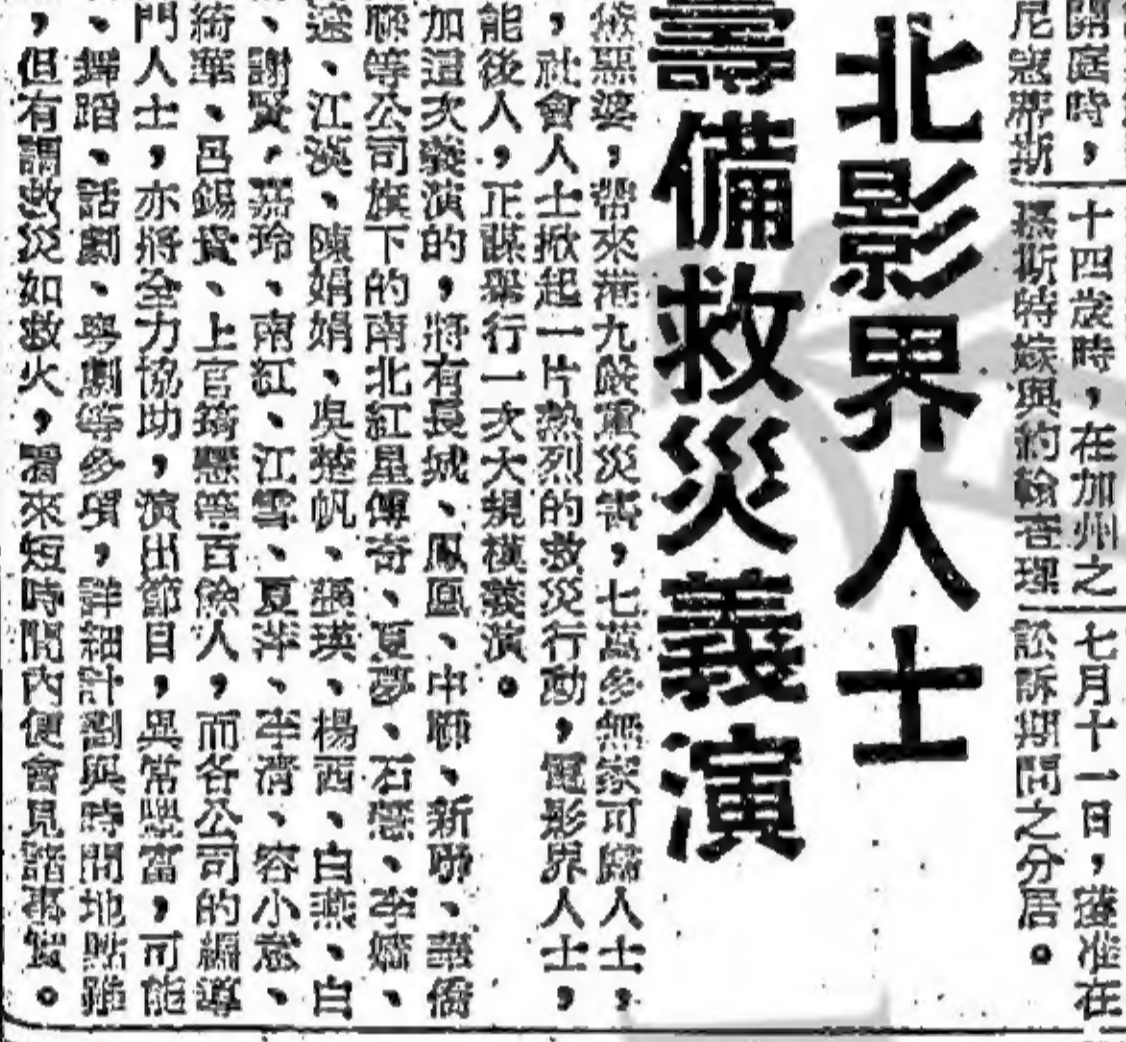 開庭時，
尼寇蒂斯
十四歲時，在加州之
慕斯特嫁與約翰吾理
七月十一日，獲准在
訟訴期間之分居。
北影界人士
籌備救災義演
惡婆，帶來港九嚴重災害，七萬多無家可歸人士，
，社會人士掀起一片熱烈的救災行動，電影界人士，
能後人，正謀舉行一次大規模義演。
加這次義演的，將有長城、鳳凰、中聯、新聯、華僑
聯等公司旗下的南北紅星傅奇、夏夢、石慧、李嬙、
遠、江漢、陳娟娟、吳楚帆、張瑛、楊西、白燕、白
、謝賢、嘉玲、南紅、江雪、夏萍、李清、容小意、
綺華、呂錫貴、上官筠慧等百餘人，而各公司的編導
門人士，亦將全力協助，演出節目，異常豐富，可能
、舞蹈、話劇、粵劇等多項，詳細計劃與時間地點雖
，但有謂救災如救火，看來短時間內便會見諸事實。